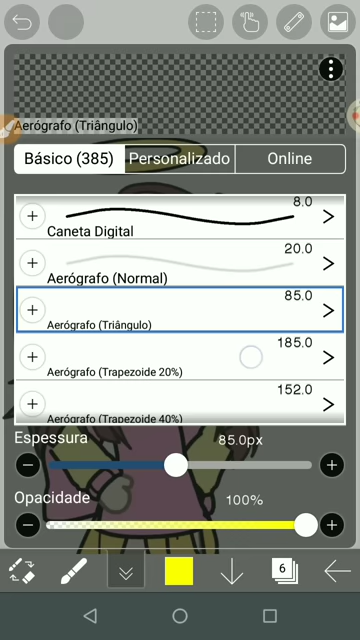 Aerógrafo (Triângulo)
Básico (385) Personalizado Online
8.0
Caneta Digital
20.0
Aerógrafo (Normal)
85.0
Aerógrafo (Triângulo)
185.0
Aerógrafo (Trapezoide 20%)
152.0
Aerógrafo (Trapezoide 40%)
Espessura 85.0px
Opacidade 100%
6